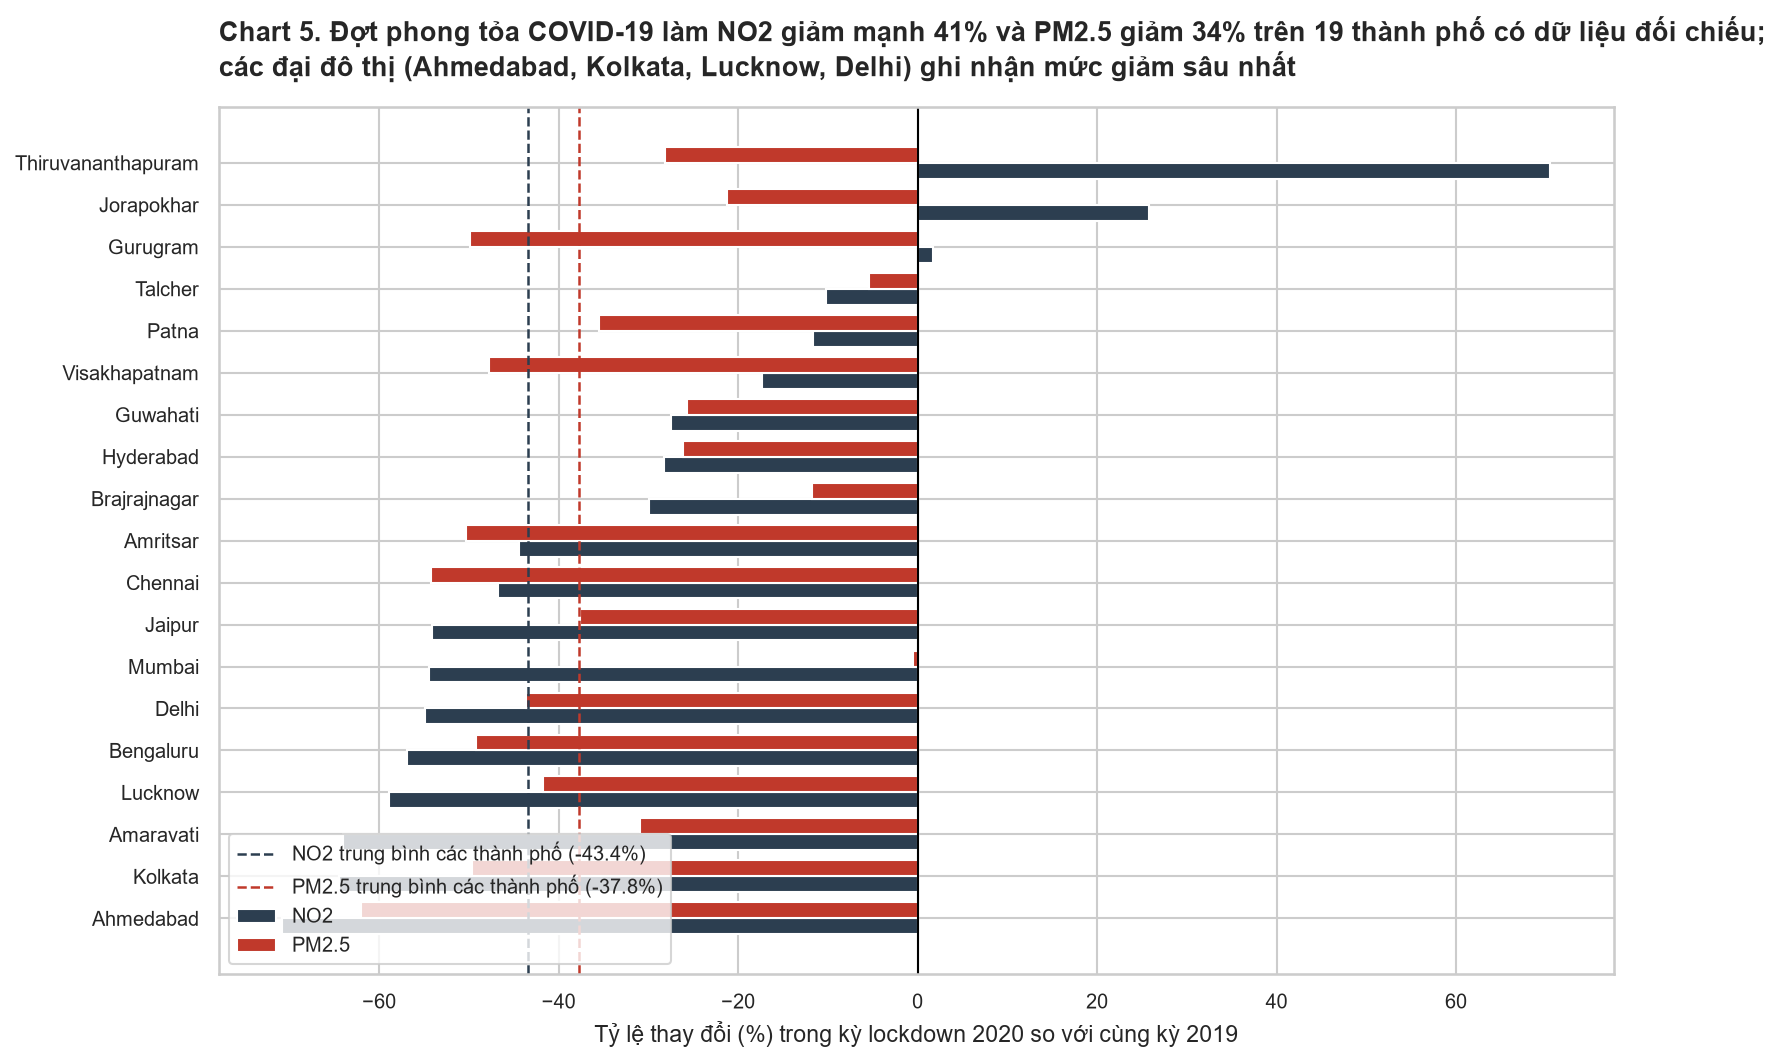 Chart 5. Đợt phong tỏa COVID-19 làm NO2 giảm mạnh 41% và PM2.5 giảm 34% trên 19 thành phố có dữ liệu đối chiếu;
các đại đô thị (Ahmedabad, Kolkata, Lucknow, Delhi) ghi nhận mức giảm sâu nhất
Thiruvananthapuram
Jorapokhar
Gurugram
Talcher
Patna
Visakhapatnam
Guwahati
Hyderabad
Brajrajnagar
Amritsar
Chennai
Jaipur
Mumbai
Delhi
Bengaluru
Lucknow
Amaravati
Kolkata
Ahmedabad
NO2 trung bình các thành phố (-43.4%)
PM2.5 trung bình các thành phố (-37.8%)
NO2
PM2.5
−60 −40 −20 0 20 40 60
Tỷ lệ thay đổi (%) trong kỳ lockdown 2020 so với cùng kỳ 2019